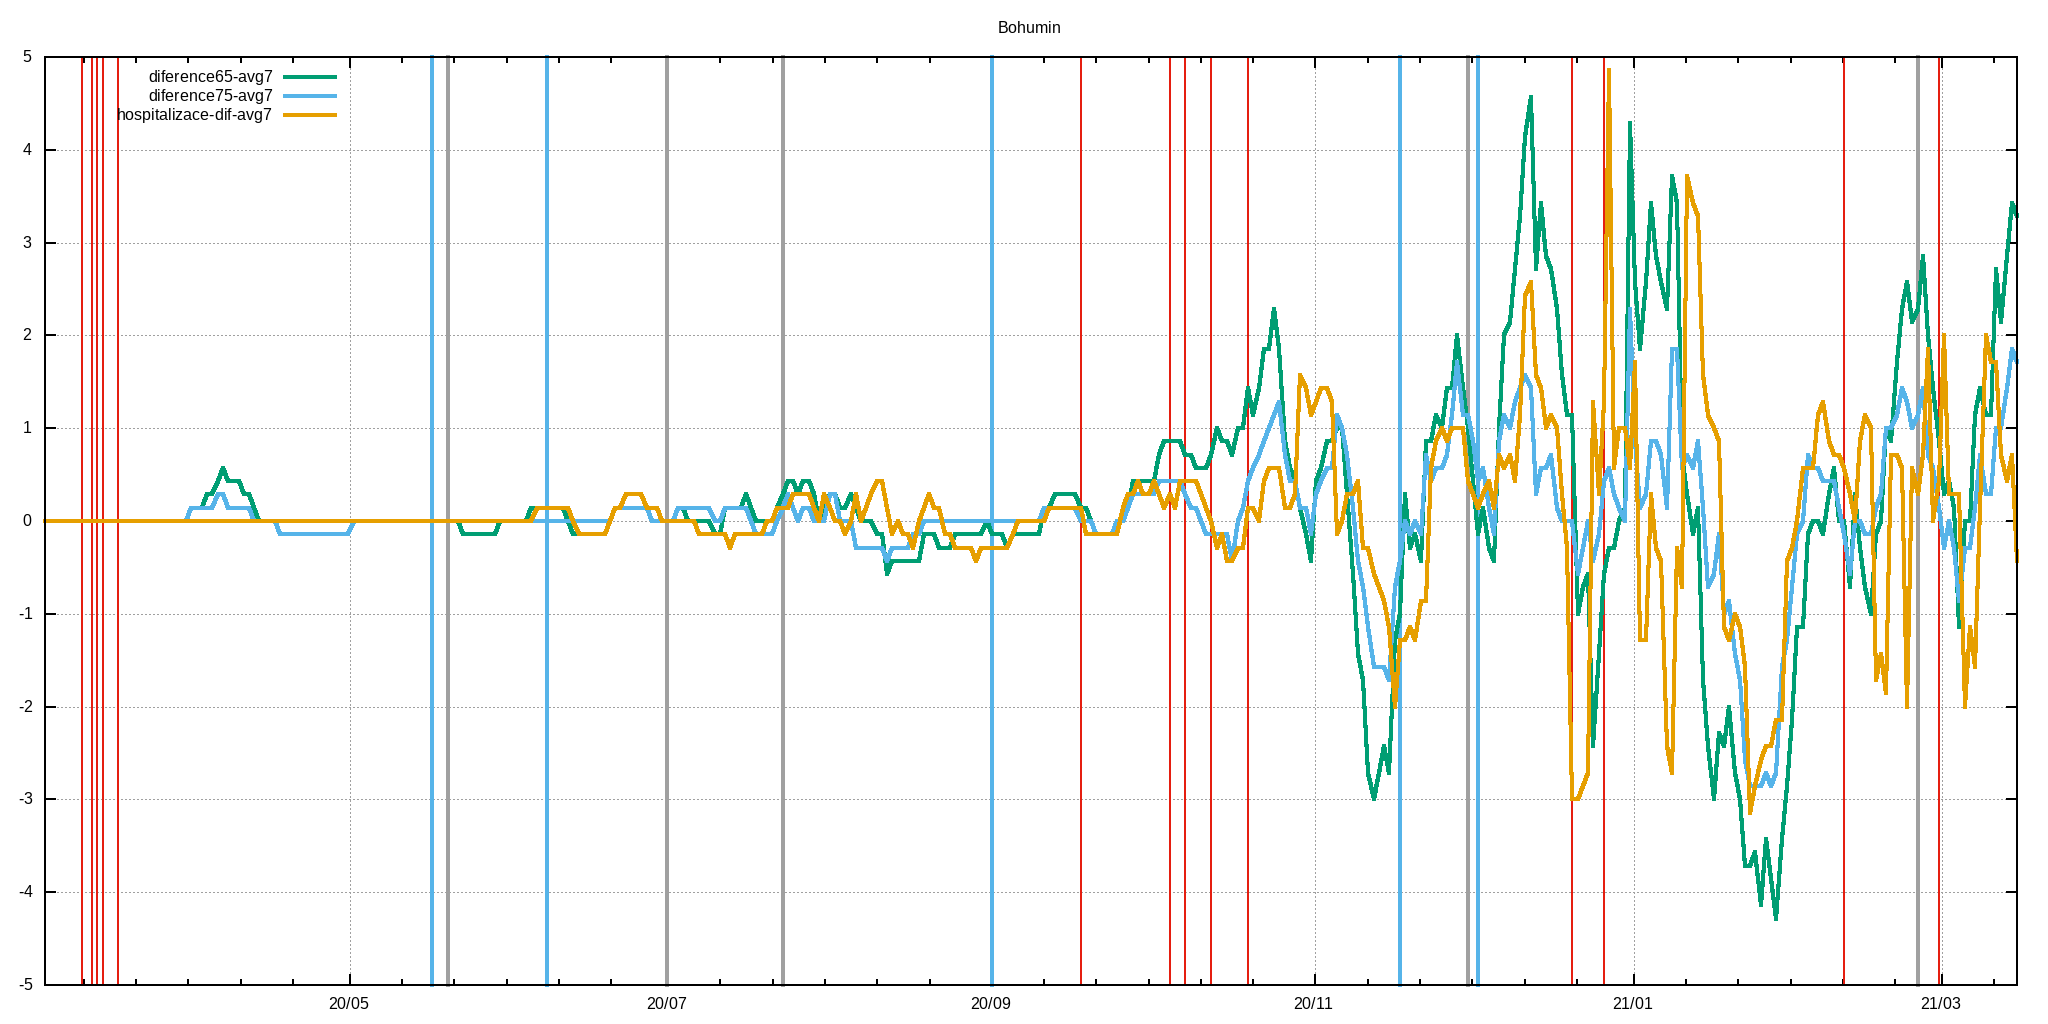 Bohumin
diference65-avg7
diference75-avg7
hospitalizace-dif-avg7
5
4
3
2
1
0
-1
-2
-3
-4
-5
20/05 20/07 20/09 20/11 21/01 21/03